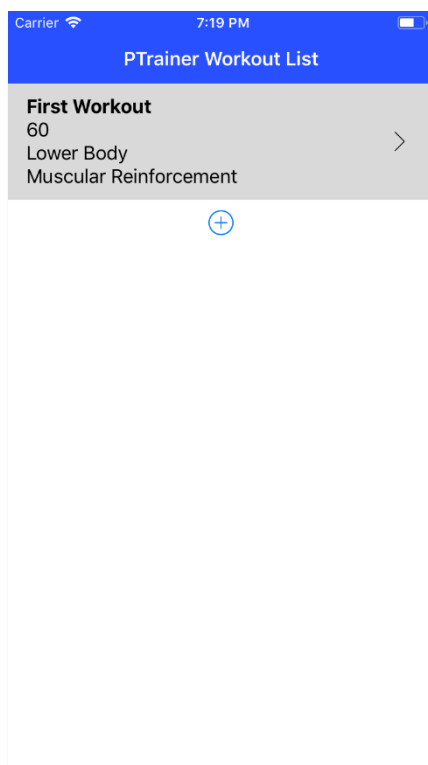 Carrier 7:19 PM
PTrainer Workout List
First Workout
60
Lower Body
Muscular Reinforcement